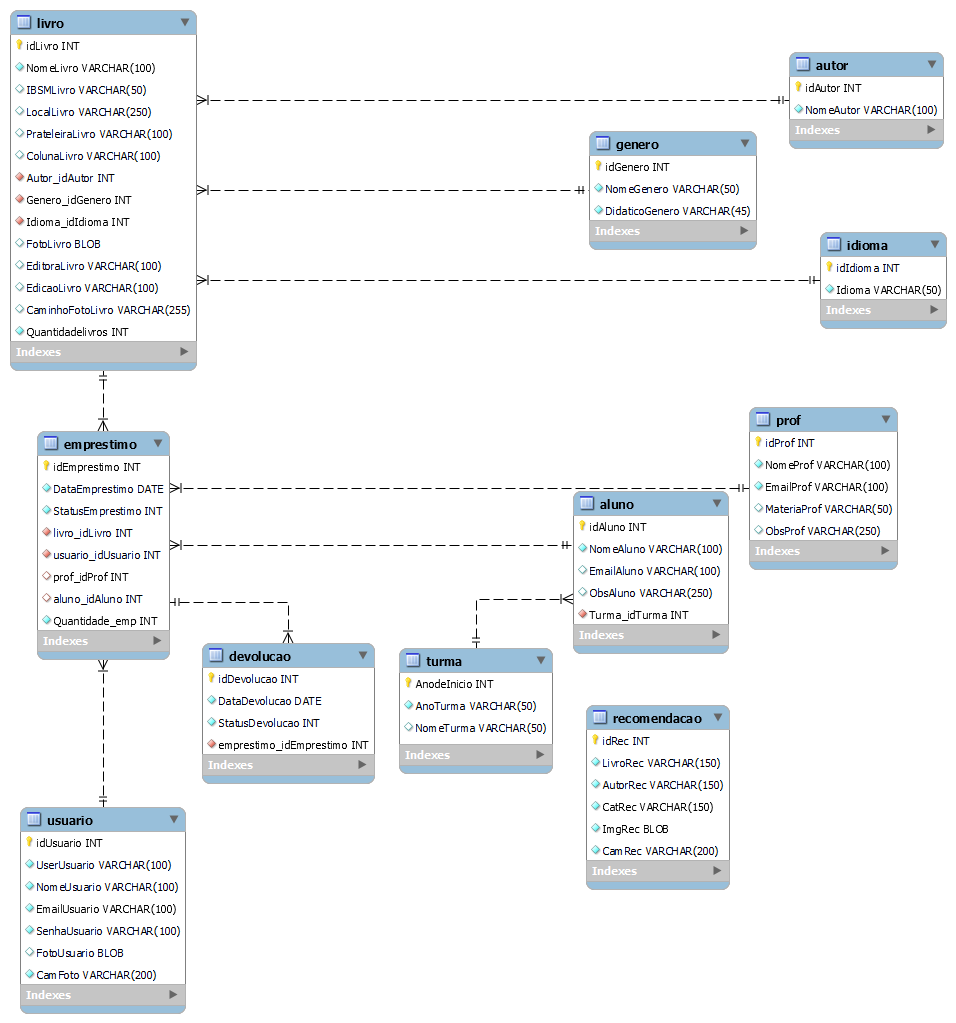 livro
idLivro INT
NomeLivro VARCHAR(100)
IBSMLivro VARCHAR(50)
LocalLivro VARCHAR(250)
PrateleiraLivro VARCHAR(100)
ColunaLivro VARCHAR(100)
Autor_idAutor INT
Genero_idGenero INT
Idioma_idIdioma INT
FotoLivro BLOB
EditoraLivro VARCHAR(100)
EdicaoLivro VARCHAR(100)
CaminhoFotoLivro VARCHAR(255)
Quantidadelivros INT
Indexes
autor
idAutor INT
NomeAutor VARCHAR(100)
Indexes
genero
idGenero INT
NomeGenero VARCHAR(50)
DidaticoGenero VARCHAR(45)
Indexes
idioma
idIdioma INT
Idioma VARCHAR(50)
Indexes
emprestimo
idEmprestimo INT
DataEmprestimo DATE
StatusEmprestimo INT
livro_idLivro INT
usuario_idUsuario INT
prof_idProf INT
aluno_idAluno INT
Quantidade_emp INT
Indexes
prof
idProf INT
NomeProf VARCHAR(100)
EmailProf VARCHAR(100)
MateriaProf VARCHAR(50)
ObsProf VARCHAR(250)
Indexes
aluno
idAluno INT
NomeAluno VARCHAR(100)
EmailAluno VARCHAR(100)
ObsAluno VARCHAR(250)
Turma_idTurma INT
Indexes
devolucao
idDevolucao INT
DataDevolucao DATE
StatusDevolucao INT
emprestimo_idEmprestimo INT
Indexes
turma
AnodeInicio INT
AnoTurma VARCHAR(50)
NomeTurma VARCHAR(50)
Indexes
recomendacao
idRec INT
LivroRec VARCHAR(150)
AutorRec VARCHAR(150)
CatRec VARCHAR(150)
ImgRec BLOB
CamRec VARCHAR(200)
Indexes
usuario
idUsuario INT
UserUsuario VARCHAR(100)
NomeUsuario VARCHAR(100)
EmailUsuario VARCHAR(100)
SenhaUsuario VARCHAR(100)
FotoUsuario BLOB
CamFoto VARCHAR(200)
Indexes